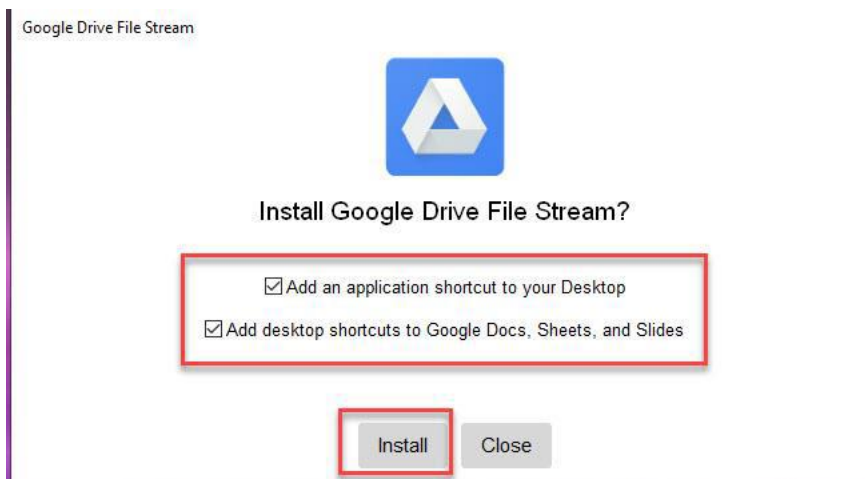 Google Drive File Stream
Install Google Drive File Stream?
Add an application shortcut to your Desktop
Add desktop shortcuts to Google Docs, Sheets, and Slides
Install Close